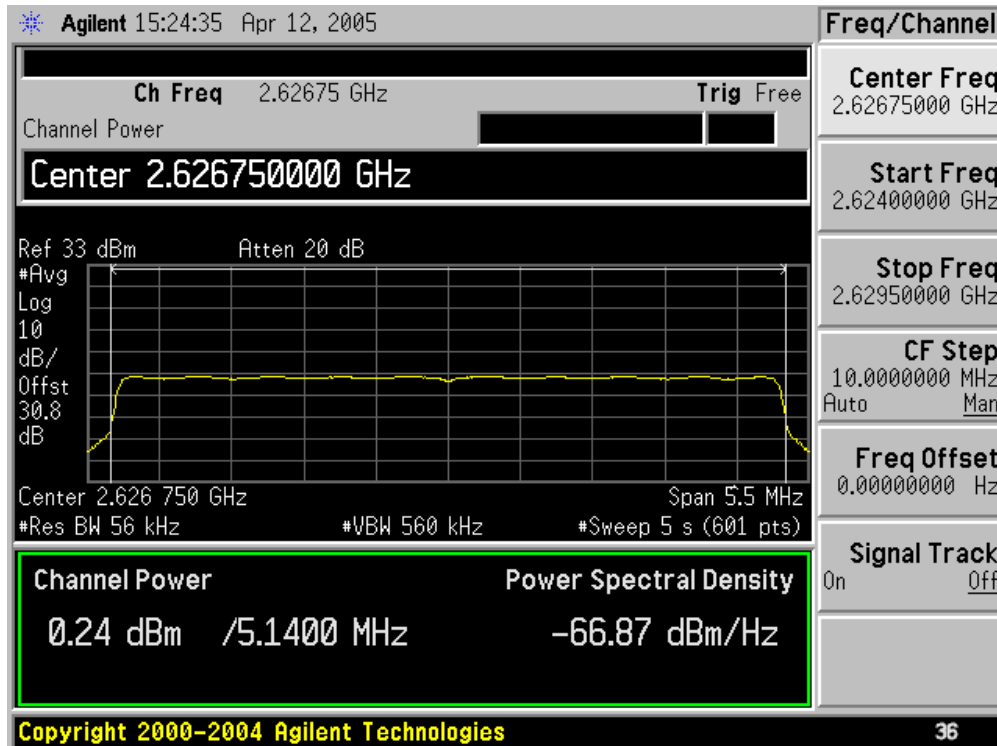 Agilent 15:24:35 Apr 12, 2005
Freq/Channel
Ch Freq 2.62675 GHz
Trig Free
Channel Power
Center 2.626750000 GHz
Ref 33 dBm
Atten 20 dB
#Avg
Log
10
dB/
Offst
30.8
dB
Center 2.626 750 GHz
Span 5.5 MHz
#Res BW 56 kHz
#VBW 560 kHz
#Sweep 5 s (601 pts)
Channel Power
Power Spectral Density
0.24 dBm /5.1400 MHz
-66.87 dBm/Hz
Center Freq
2.62675000 GHz
Start Freq
2.62400000 GHz
Stop Freq
2.62950000 GHz
CF Step
10.0000000 MHz
Auto Man
Freq Offset
0.00000000 Hz
Signal Track
On Off
Copyright 2000-2004 Agilent Technologies
36